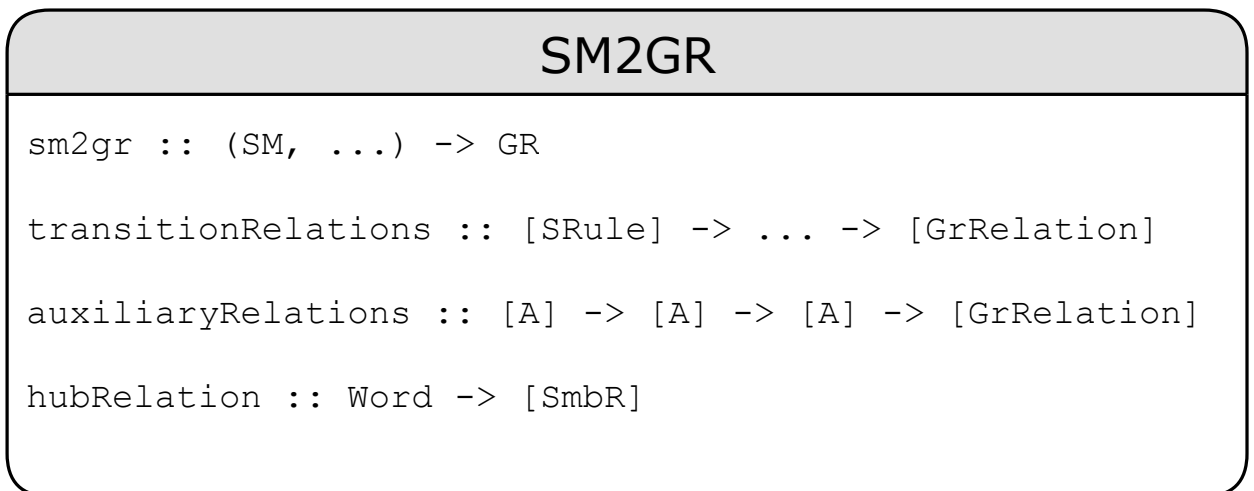 SM2GR
sm2gr :: (SM, ...) -> GR
transitionRelations :: [SRule] -> ... -> [GrRelation]
auxiliaryRelations :: [A] -> [A] -> [A] -> [GrRelation]
hubRelation :: Word -> [SmbR]